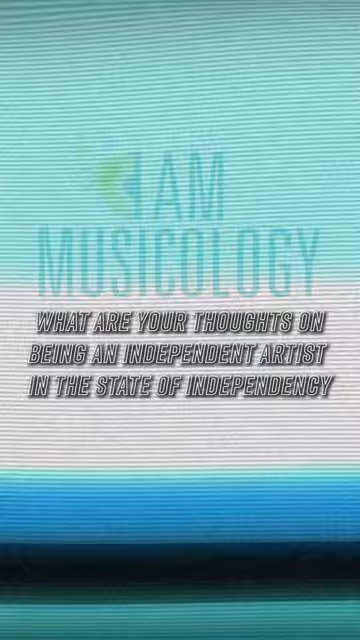 I AM
MUSICOLOGY
WHAT ARE YOUR THOUGHTS ON
BEING AN INDEPENDENT ARTIST
IN THE STATE OF INDEPENDENCY